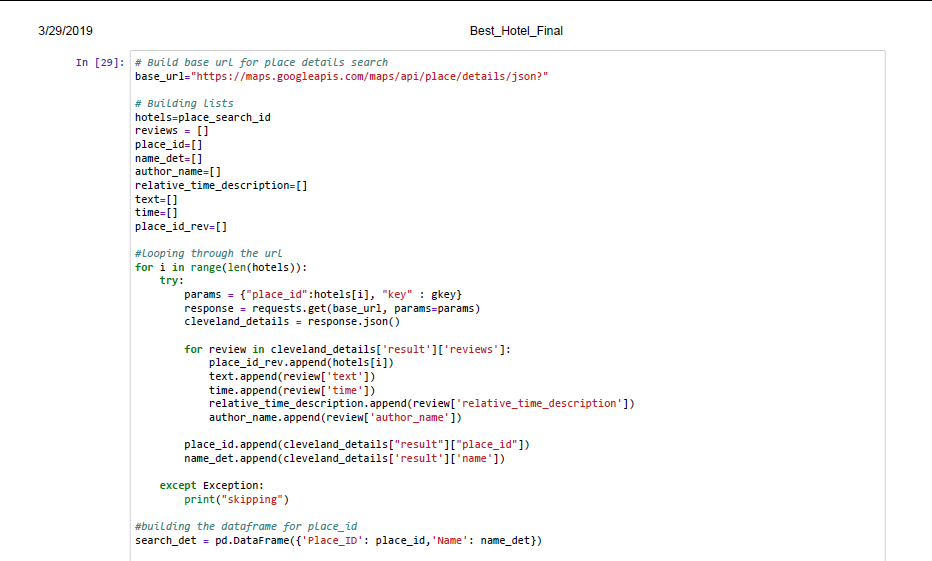 3/29/2019 Best_Hotel_Final
In [29]: # Build base url for place details search
base_url="https://maps.googleapis.com/maps/api/place/details/json?"
# Building lists
hotels=place_search_id
reviews = []
place_id=[]
name_det=[]
author_name=[]
relative_time_description=[]
text=[]
time=[]
place_id_rev=[]
#looping through the url
for i in range(len(hotels)):
    try:
        params = {"place_id":hotels[i], "key" : gkey}
        response = requests.get(base_url, params=params)
        cleveland_details = response.json()
        for review in cleveland_details['result']['reviews']:
            place_id_rev.append(hotels[i])
            text.append(review['text'])
            time.append(review['time'])
            relative_time_description.append(review['relative_time_description'])
            author_name.append(review['author_name'])
        place_id.append(cleveland_details["result"]["place_id"])
        name_det.append(cleveland_details['result']['name'])
    except Exception:
        print("skipping")
#building the dataframe for place_id
search_det = pd.DataFrame({'Place_ID': place_id,'Name': name_det})